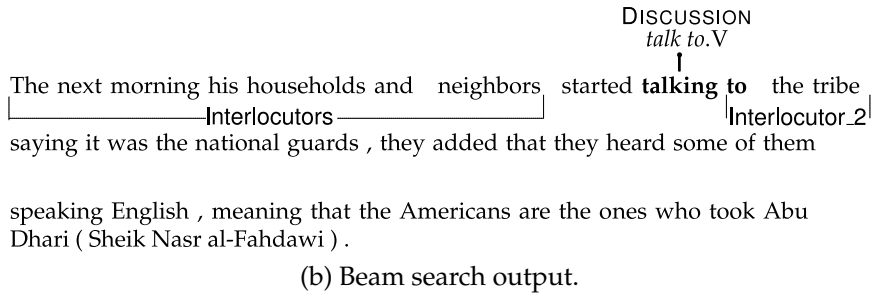 DISCUSSION
talk to.V
The next morning his households and neighbors started talking to the tribe
Interlocutors Interlocutor_2
saying it was the national guards , they added that they heard some of them
speaking English , meaning that the Americans are the ones who took Abu
Dhari ( Sheik Nasr al-Fahdawi ) .
(b) Beam search output.